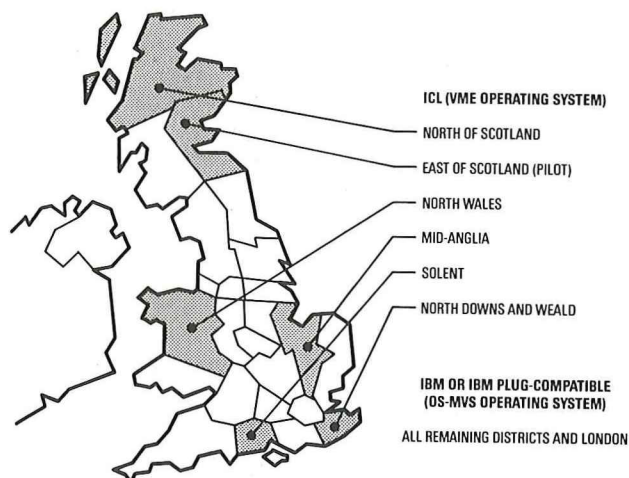 ICL (VME OPERATING SYSTEM)
NORTH OF SCOTLAND
EAST OF SCOTLAND (PILOT)
NORTH WALES
MID-ANGLIA
SOLENT
NORTH DOWNS AND WEALD
IBM OR IBM PLUG-COMPATIBLE
(OS-MVS OPERATING SYSTEM)
ALL REMAINING DISTRICTS AND LONDON